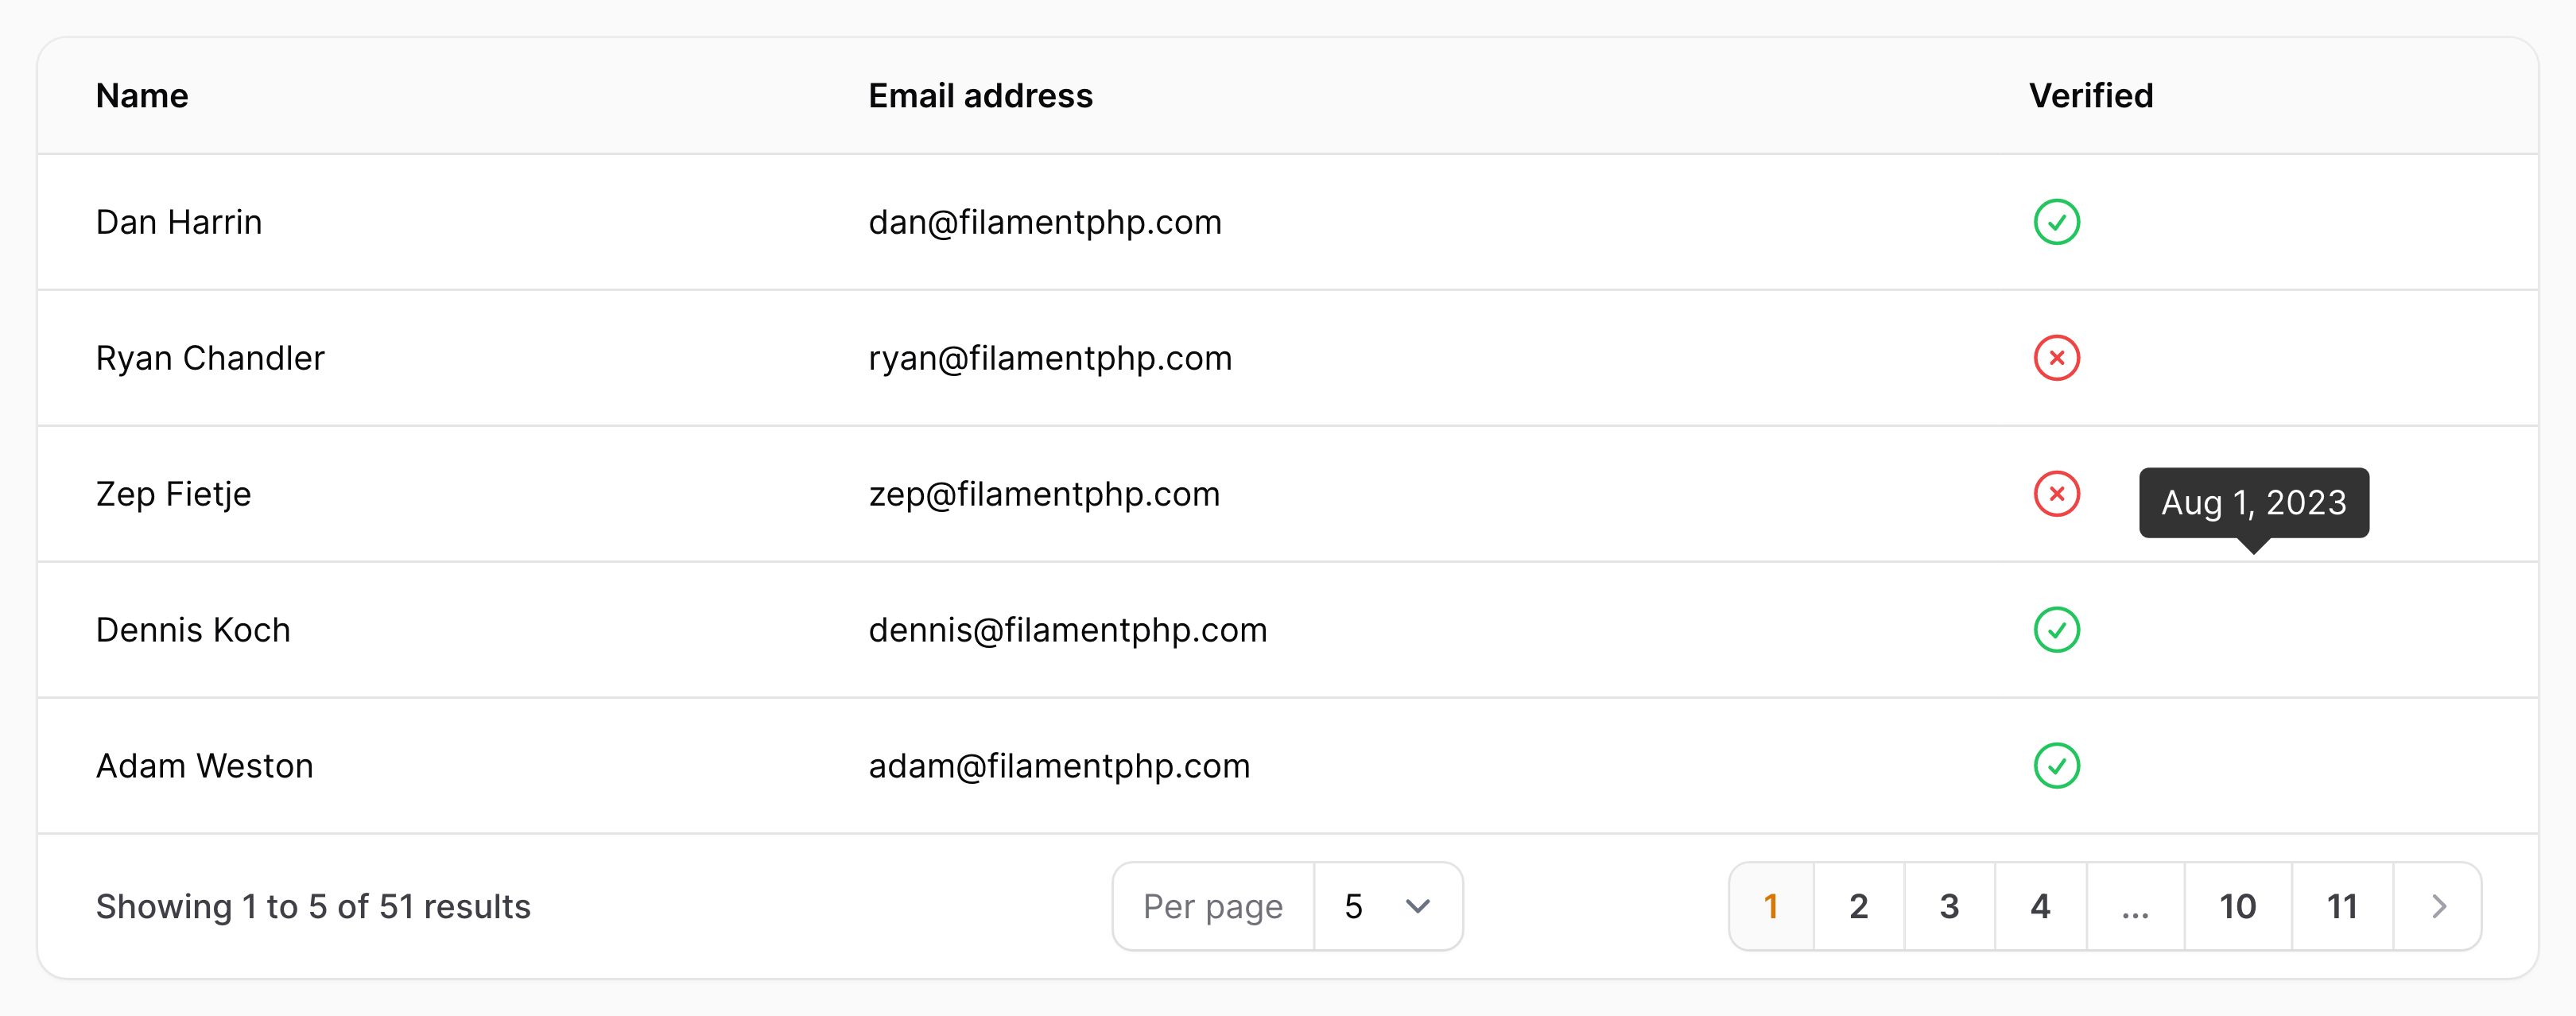 Name Email address Verified
Dan Harrin dan@filamentphp.com
Ryan Chandler ryan@filamentphp.com
Zep Fietje zep@filamentphp.com Aug 1, 2023
Dennis Koch dennis@filamentphp.com
Adam Weston adam@filamentphp.com
Showing 1 to 5 of 51 results Per page 5 1 2 3 4 ... 10 11